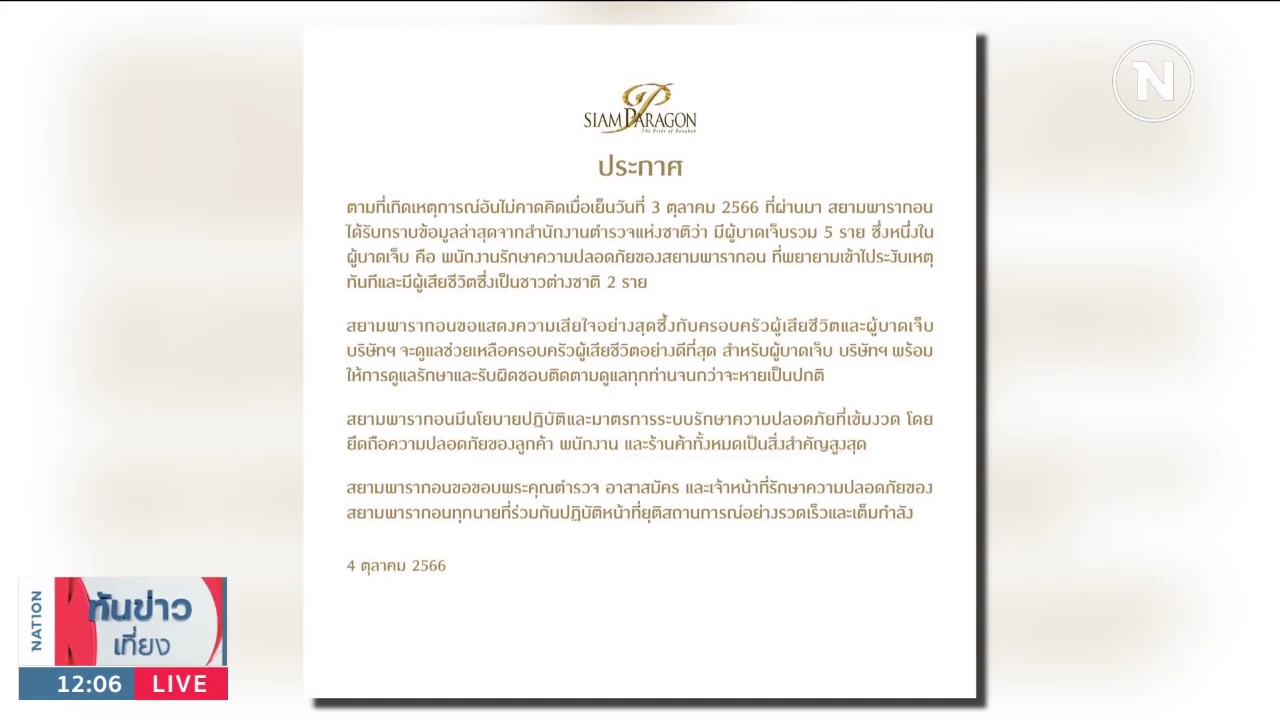 SIAM PARAGON
The Pride of Bangkok
ประกาศ
ตามที่เกิดเหตุการณ์อันไม่คาดคิดเมื่อเย็นวันที่ 3 ตุลาคม 2566 ที่ผ่านมา สยามพารากอน
ได้รับทราบข้อมูลล่าสุดจากสำนักงานตำรวจแห่งชาติว่า มีผู้บาดเจ็บรวม 5 ราย ซึ่งหนึ่งใน
ผู้บาดเจ็บ คือ พนักงานรักษาความปลอดภัยของสยามพารากอน ที่พยายามเข้าไประงับเหตุ
ทันทีและมีผู้เสียชีวิตซึ่งเป็นชาวต่างชาติ 2 ราย
สยามพารากอนขอแสดงความเสียใจอย่างสุดซึ้งกับครอบครัวผู้เสียชีวิตและผู้บาดเจ็บ
บริษัทฯ จะดูแลช่วยเหลือครอบครัวผู้เสียชีวิตอย่างดีที่สุด สำหรับผู้บาดเจ็บ บริษัทฯ พร้อม
ให้การดูแลรักษาและรับผิดชอบติดตามดูแลทุกท่านจนกว่าจะหายเป็นปกติ
สยามพารากอนมีนโยบายปฏิบัติและมาตรการระบบรักษาความปลอดภัยที่เข้มงวด โดย
ยึดถือความปลอดภัยของลูกค้า พนักงาน และร้านค้าทั้งหมดเป็นสิ่งสำคัญสูงสุด
สยามพารากอนขอขอบพระคุณตำรวจ อาสาสมัคร และเจ้าหน้าที่รักษาความปลอดภัยของ
สยามพารากอนทุกนายที่ร่วมกันปฏิบัติหน้าที่ยุติสถานการณ์อย่างรวดเร็วและเต็มกำลัง
4 ตุลาคม 2566
N
NATION
ทันข่าว
เที่ยง
12:06 LIVE